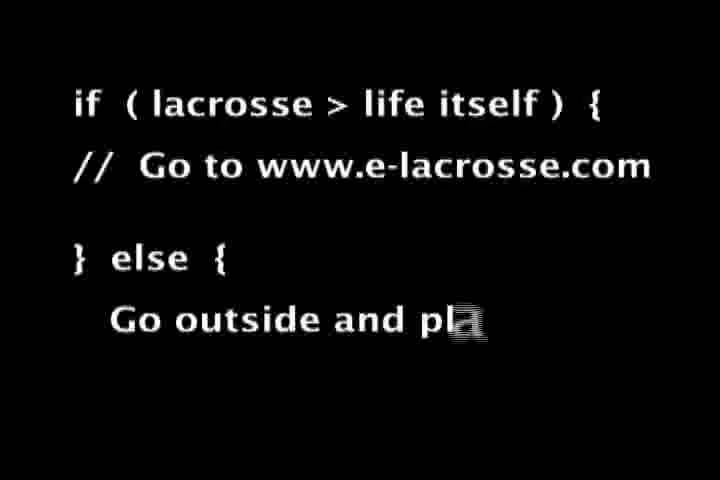 if ( lacrosse > life itself ) {
// Go to www.e-lacrosse.com
} else {
Go outside and pla